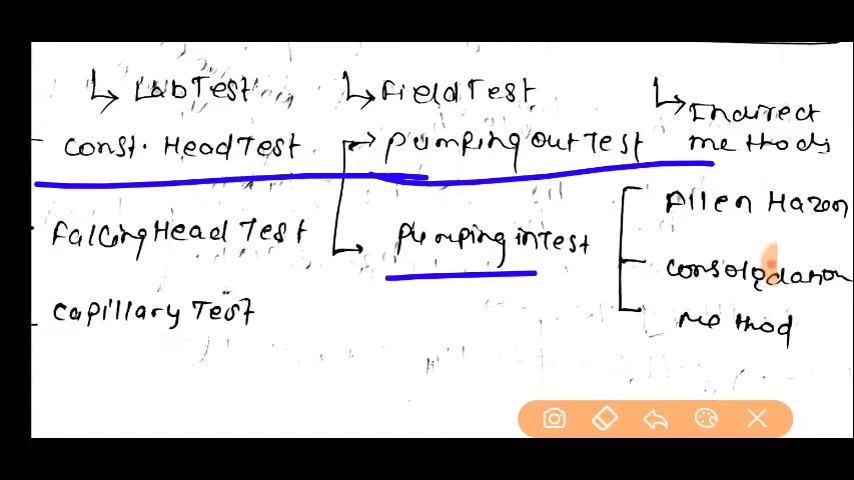 Lab Test
Field Test
Indirect methods
const. Head Test
pumping out Test
Falling Head Test
pumping in Test
Allen Hazen
consolidation method
capillary Test